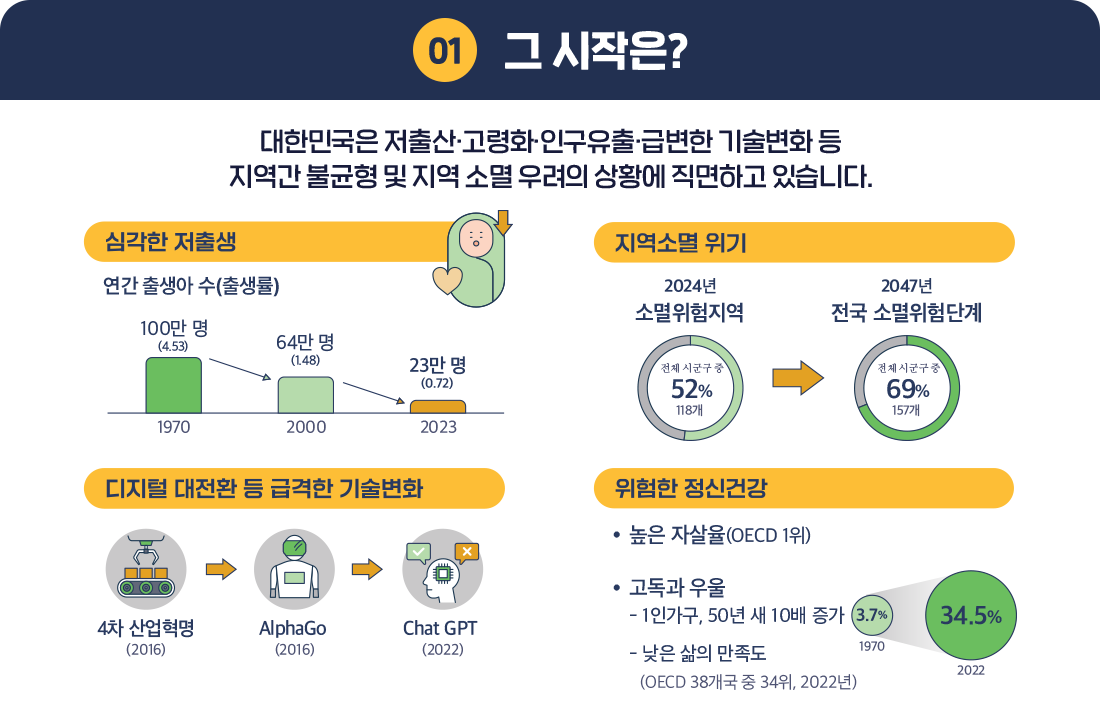 01 그 시작은?
대한민국은 저출산·고령화·인구유출·급변한 기술변화 등
지역간 불균형 및 지역 소멸 우려의 상황에 직면하고 있습니다.
심각한 저출생
연간 출생아 수(출생률)
100만 명
(4.53)
64만 명
(1.48)
23만 명
(0.72)
1970
2000
2023
지역소멸 위기
2024년
소멸위험지역
전체 시군구 중
52%
118개
2047년
전국 소멸위험단계
전체 시군구 중
69%
157개
디지털 대전환 등 급격한 기술변화
4차 산업혁명
(2016)
AlphaGo
(2016)
Chat GPT
(2022)
위험한 정신건강
• 높은 자살율(OECD 1위)
• 고독과 우울
- 1인가구, 50년 새 10배 증가
3.7%
1970
34.5%
2022
- 낮은 삶의 만족도
(OECD 38개국 중 34위, 2022년)